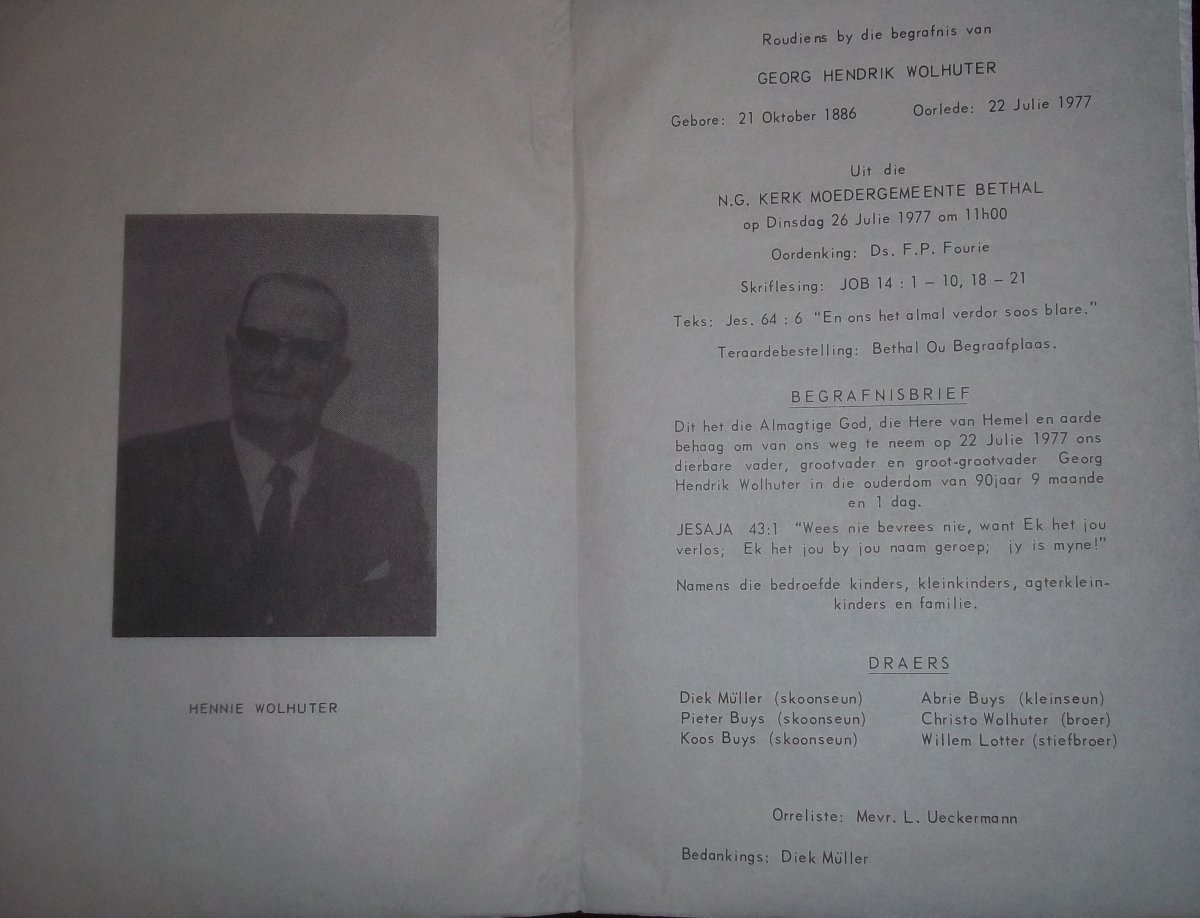 HENNIE WOLHUTER
Roudiens by die begrafnis van
GEORG HENDRIK WOLHUTER
Gebore: 21 Oktober 1886 Oorlede: 22 Julie 1977
Uit die
N.G. KERK MOEDERGEMEENTE BETHAL
op Dinsdag 26 Julie 1977 om 11h00
Oordenking: Ds. F.P. Fourie
Skriflesing: JOB 14 : 1 – 10, 18 – 21
Teks: Jes. 64 : 6 “En ons het almal verdor soos blare.”
Teraardebestelling: Bethal Ou Begraafplaas.
BEGRAFNISBRIEF
Dit het die Almagtige God, die Here van Hemel en aarde
behaag om van ons weg te neem op 22 Julie 1977 ons
dierbare vader, grootvader en groot-grootvader Georg
Hendrik Wolhuter in die ouderdom van 90jaar 9 maande
en 1 dag.
JESAJA 43:1 “Wees nie bevrees nie, want Ek het jou
verlos; Ek het jou by jou naam geroep; jy is myne!”
Namens die bedroefde kinders, kleinkinders, agterklein-
kinders en familie.
DRAERS
Diek Müller (skoonseun) Abrie Buys (kleinseun)
Pieter Buys (skoonseun) Christo Wolhuter (broer)
Koos Buys (skoonseun) Willem Lotter (stiefbroer)
Orreliste: Mevr. L. Ueckermann
Bedankings: Diek Müller